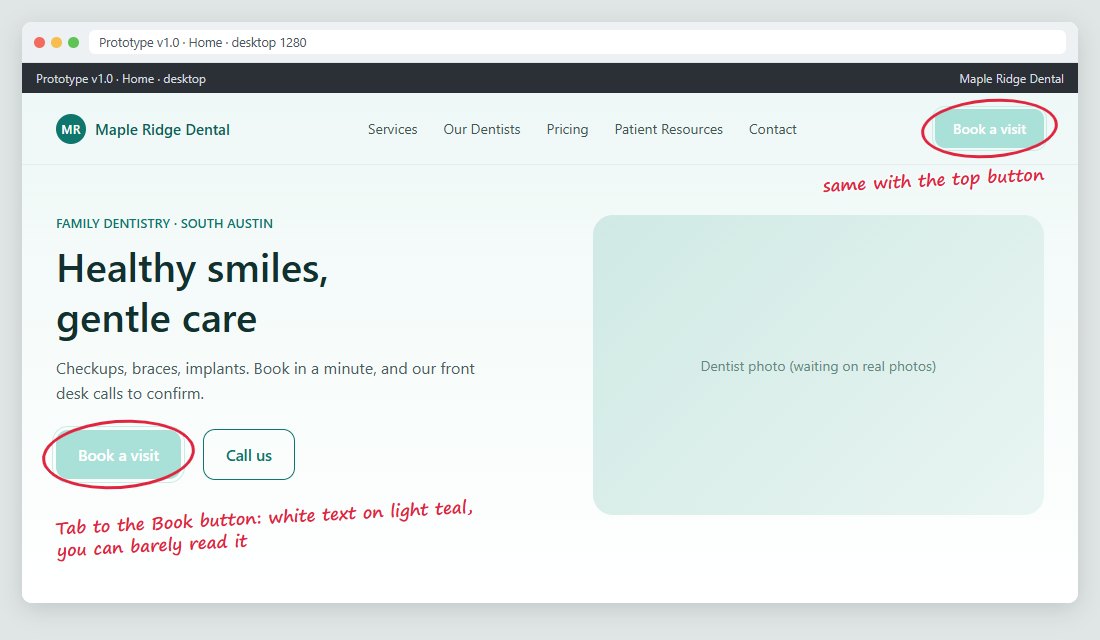 Prototype v1.0 · Home · desktop 1280
Prototype v1.0 · Home · desktop
Maple Ridge Dental
MR
Maple Ridge Dental
Services
Our Dentists
Pricing
Patient Resources
Contact
Book a visit
same with the top button
FAMILY DENTISTRY · SOUTH AUSTIN
Healthy smiles,
gentle care
Checkups, braces, implants. Book in a minute, and our front
desk calls to confirm.
Book a visit
Call us
Dentist photo (waiting on real photos)
Tab to the Book button: white text on light teal,
you can barely read it